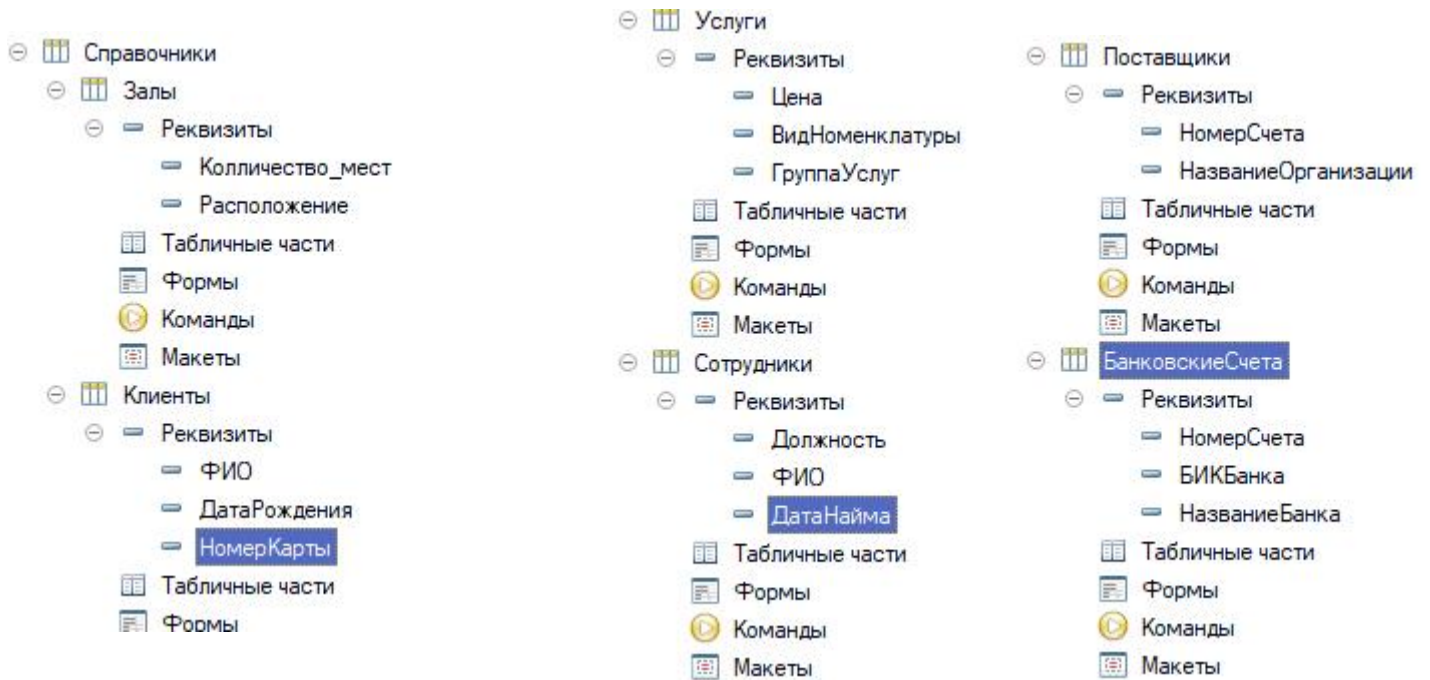 Справочники
Залы
Реквизиты
Колличество_мест
Расположение
Табличные части
Формы
Команды
Макеты
Клиенты
Реквизиты
ФИО
ДатаРождения
НомерКарты
Табличные части
Формы
Услуги
Реквизиты
Цена
ВидНоменклатуры
ГруппаУслуг
Табличные части
Формы
Команды
Макеты
Сотрудники
Реквизиты
Должность
ФИО
ДатаНайма
Табличные части
Формы
Команды
Макеты
Поставщики
Реквизиты
НомерСчета
НазваниеОрганизации
Табличные части
Формы
Команды
Макеты
БанковскиеСчета
Реквизиты
НомерСчета
БИКБанка
НазваниеБанка
Табличные части
Формы
Команды
Макеты